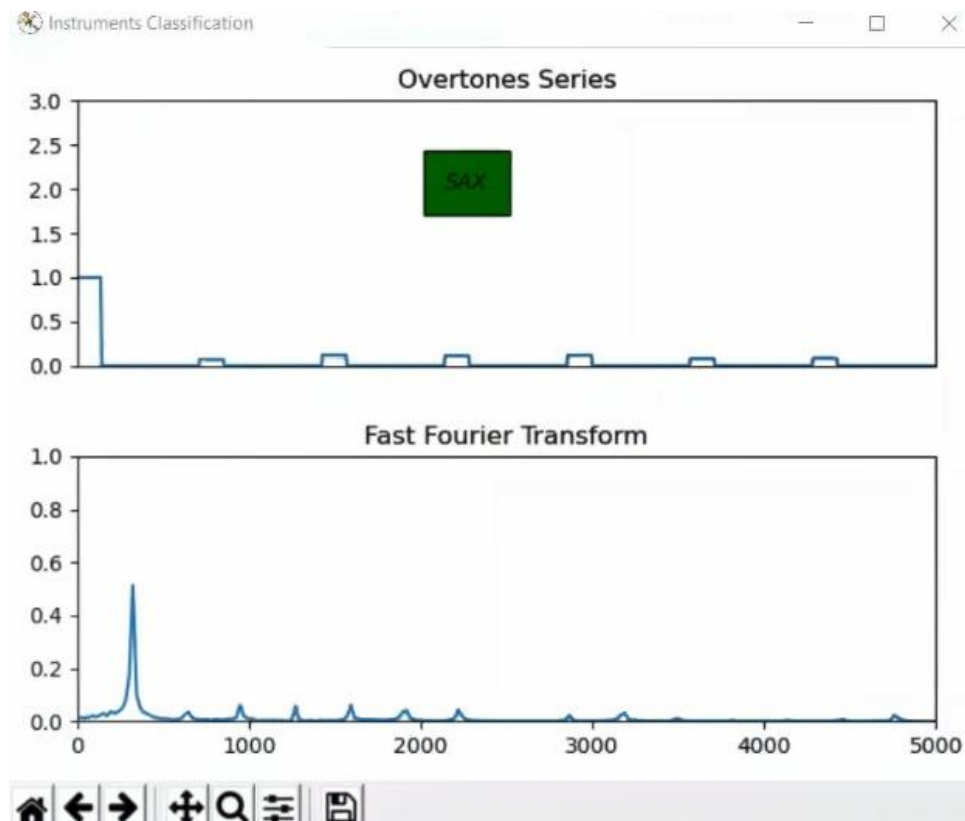 Instruments Classification
Overtones Series
3.0
2.5
2.0
1.5
1.0
0.5
0.0
SAX
Fast Fourier Transform
1.0
0.8
0.6
0.4
0.2
0.0
0 1000 2000 3000 4000 5000